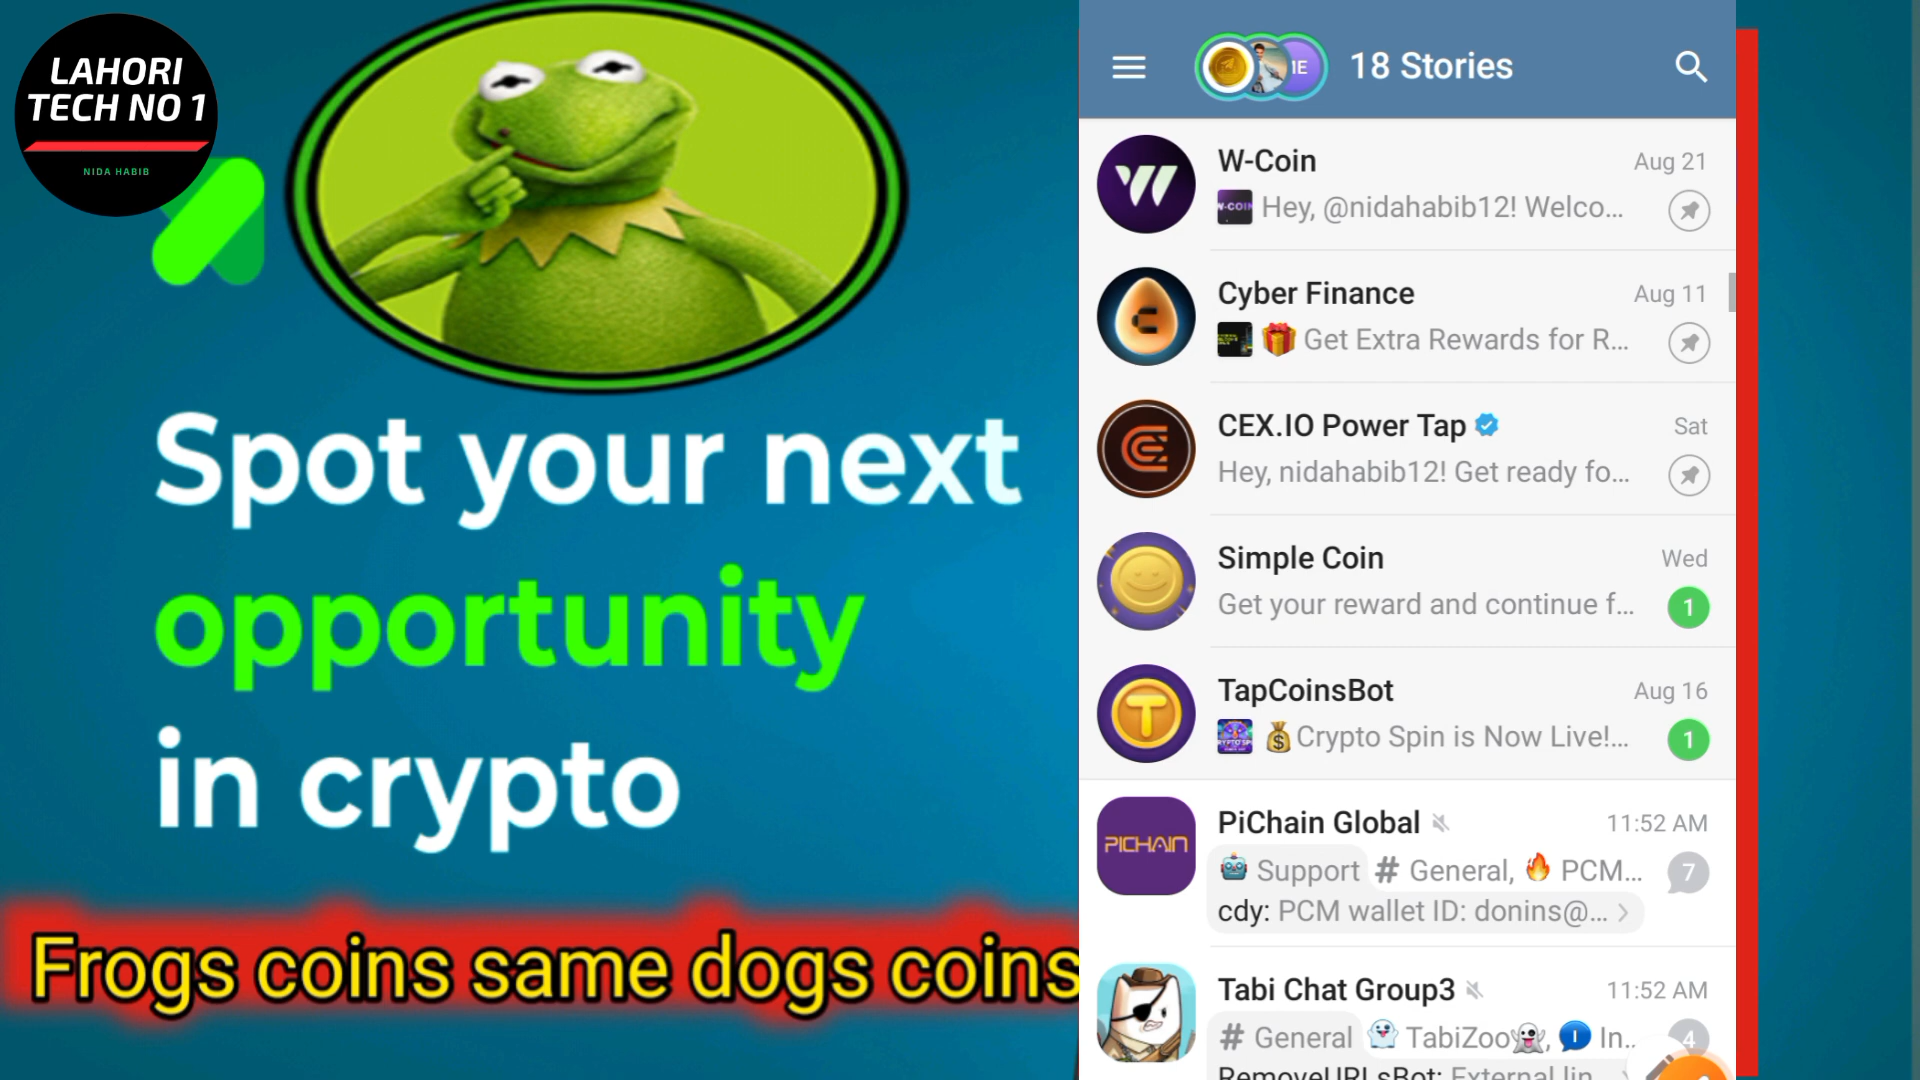 LAHORI
TECH NO 1
NIDA HABIB
Spot your next
opportunity
in crypto
Frogs coins same dogs coins
IE
18 Stories
W-Coin
Aug 21
W-COIN
Hey, @nidahabib12! Welco...
Cyber Finance
Aug 11
Get Extra Rewards for R...
CEX.IO Power Tap
Sat
Hey, nidahabib12! Get ready fo...
Simple Coin
Wed
Get your reward and continue f...
1
T
TapCoinsBot
Aug 16
Crypto Spin is Now Live!...
1
PICHAIN
PiChain Global
11:52 AM
Support # General, PCM...
7
cdy: PCM wallet ID: donins@...
Tabi Chat Group3
11:52 AM
# General TabiZoo, In...
4
RemoveURLsBot: External lin